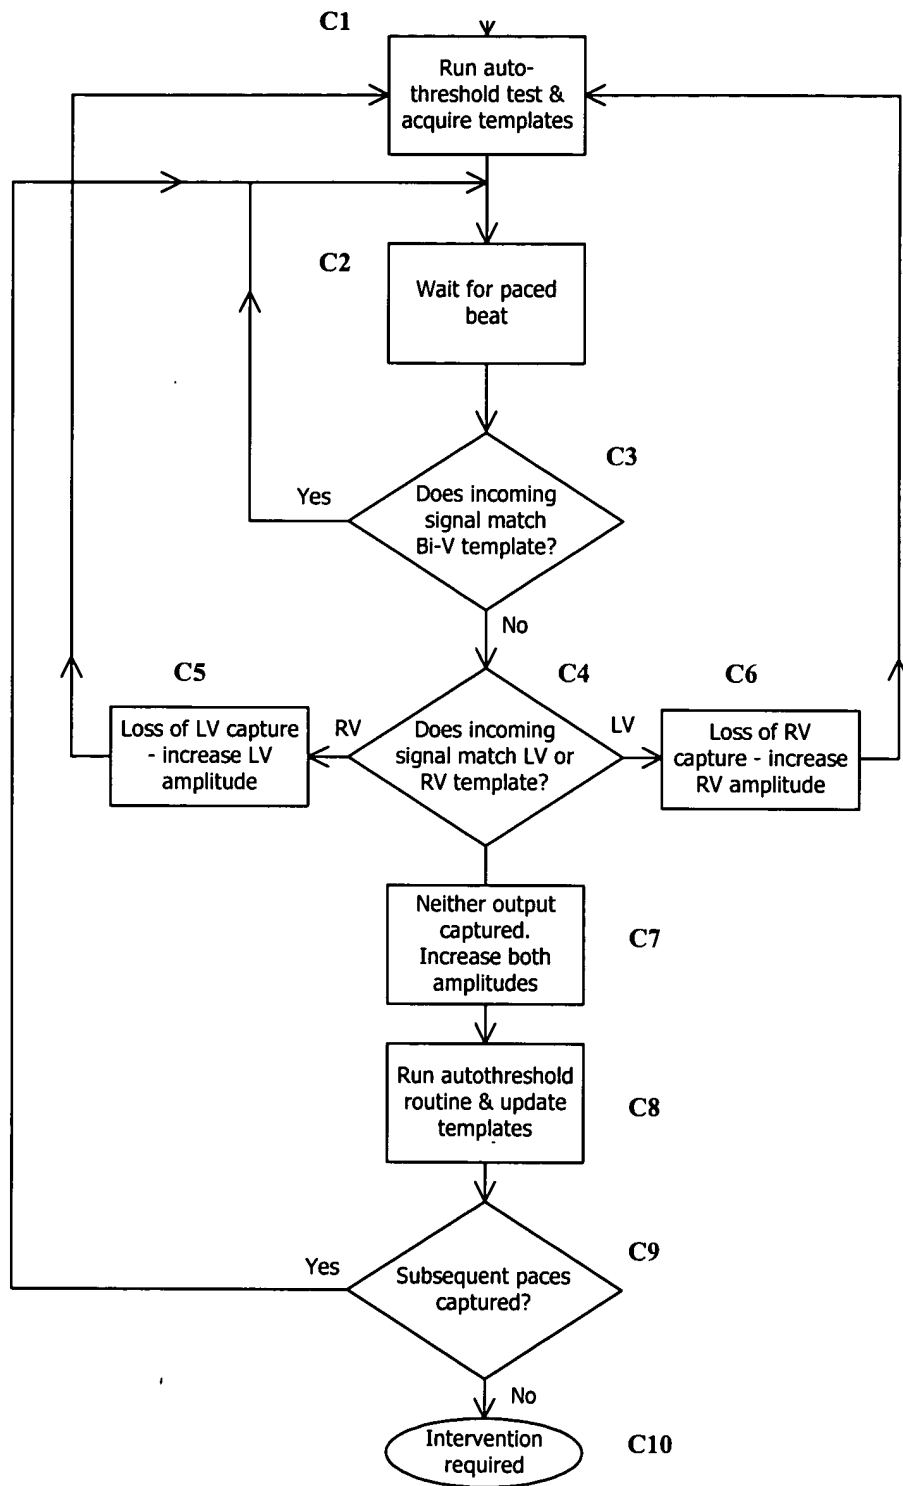 C1
Run auto-
threshold test &
acquire templates
C2
Wait for paced
beat
C3
Yes
Does incoming
signal match
Bi-V template?
No
C5
C4
C6
Loss of LV capture
- increase LV
amplitude
RV
Does incoming
signal match LV or
RV template?
LV
Loss of RV
capture - increase
RV amplitude
Neither output
captured.
Increase both
amplitudes
C7
Run autothreshold
routine & update
templates
C8
C9
Yes
Subsequent paces
captured?
No
Intervention
required
C10